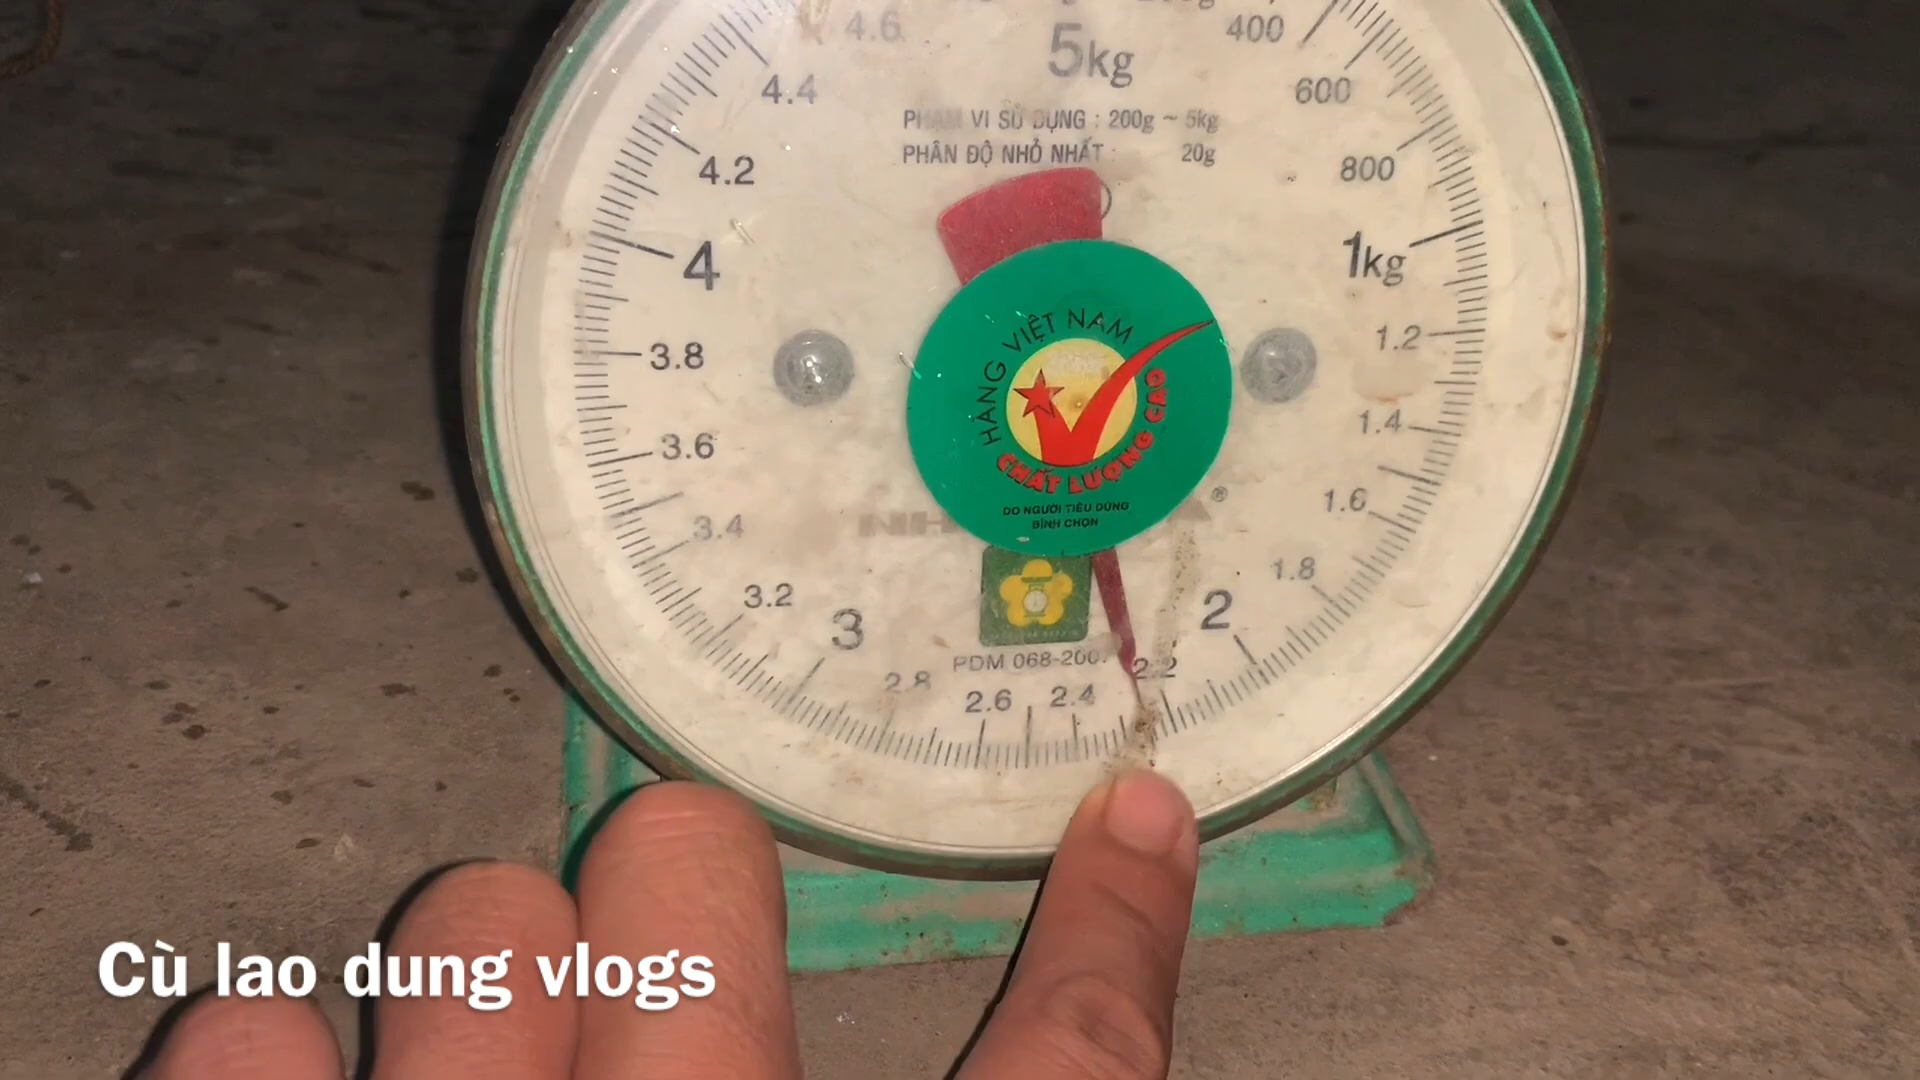 4.6
400
5kg
4.4
600
PHẠM VI SỬ DỤNG : 200g ~ 5kg
PHÂN ĐỘ NHỎ NHẤT : 20g
4.2
800
4
1kg
HÀNG VIỆT NAM
CHẤT LƯỢNG CAO
1.2
3.8
1.4
3.6
1.6
®
DO NGƯỜI TIÊU DÙNG
BÌNH CHỌN
3.4
1.8
3.2
2
3
PDM 068-200
2.2
2.8
2.6
2.4
Cù lao dung vlogs